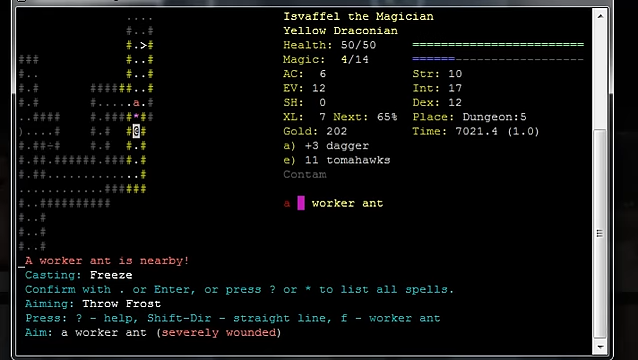 Isvaffel the Magician
Yellow Draconian
Health: 50/50
Magic: 4/14
AC: 6 Str: 10
EV: 12 Int: 17
SH: 0 Dex: 12
XL: 7 Next: 65% Place: Dungeon:5
Gold: 202 Time: 7021.4 (1.0)
a) +3 dagger
e) 11 tomahawks
Contam
a worker ant
A worker ant is nearby!
Casting: Freeze
Confirm with . or Enter, or press ? or * to list all spells.
Aiming: Throw Frost
Press: ? - help, Shift-Dir - straight line, f - worker ant
Aim: a worker ant (severely wounded)